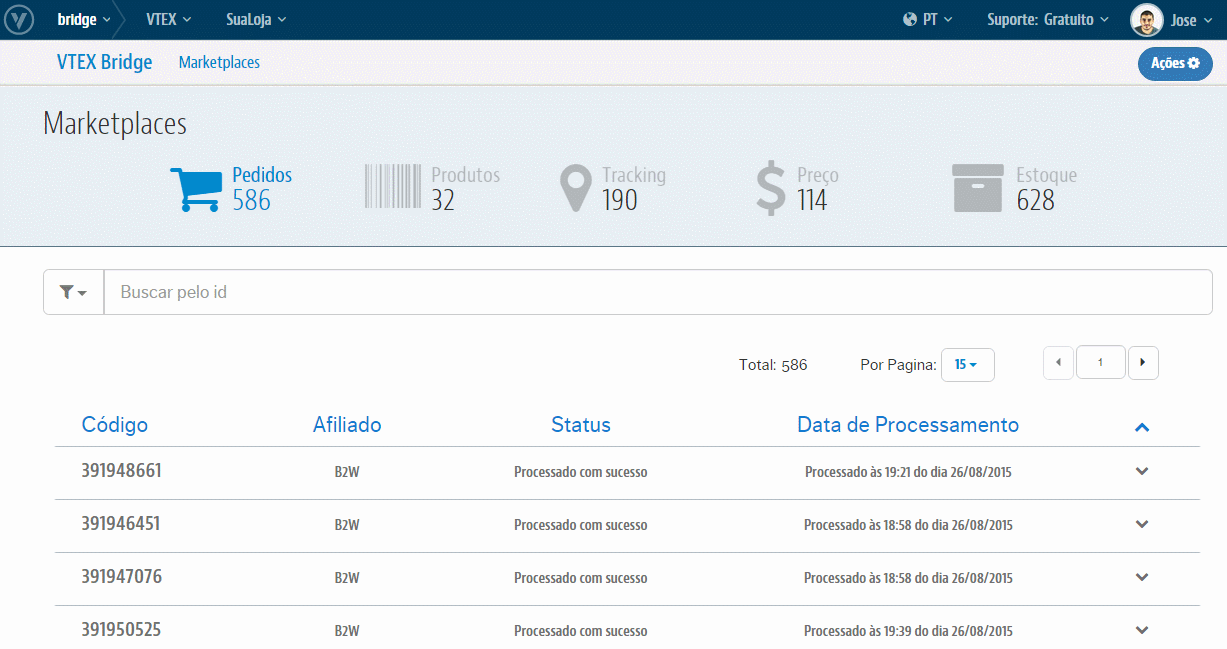 bridge VTEX SuaLoja PT Suporte: Gratuito Jose
VTEX Bridge Marketplaces Ações
Marketplaces
Pedidos Produtos Tracking Preço Estoque
586 32 190 114 628
Buscar pelo id
Total: 586 Por Pagina: 15 1
Código Afiliado Status Data de Processamento
391948661 B2W Processado com sucesso Processado às 19:21 do dia 26/08/2015
391946451 B2W Processado com sucesso Processado às 18:58 do dia 26/08/2015
391947076 B2W Processado com sucesso Processado às 18:58 do dia 26/08/2015
391950525 B2W Processado com sucesso Processado às 19:39 do dia 26/08/2015